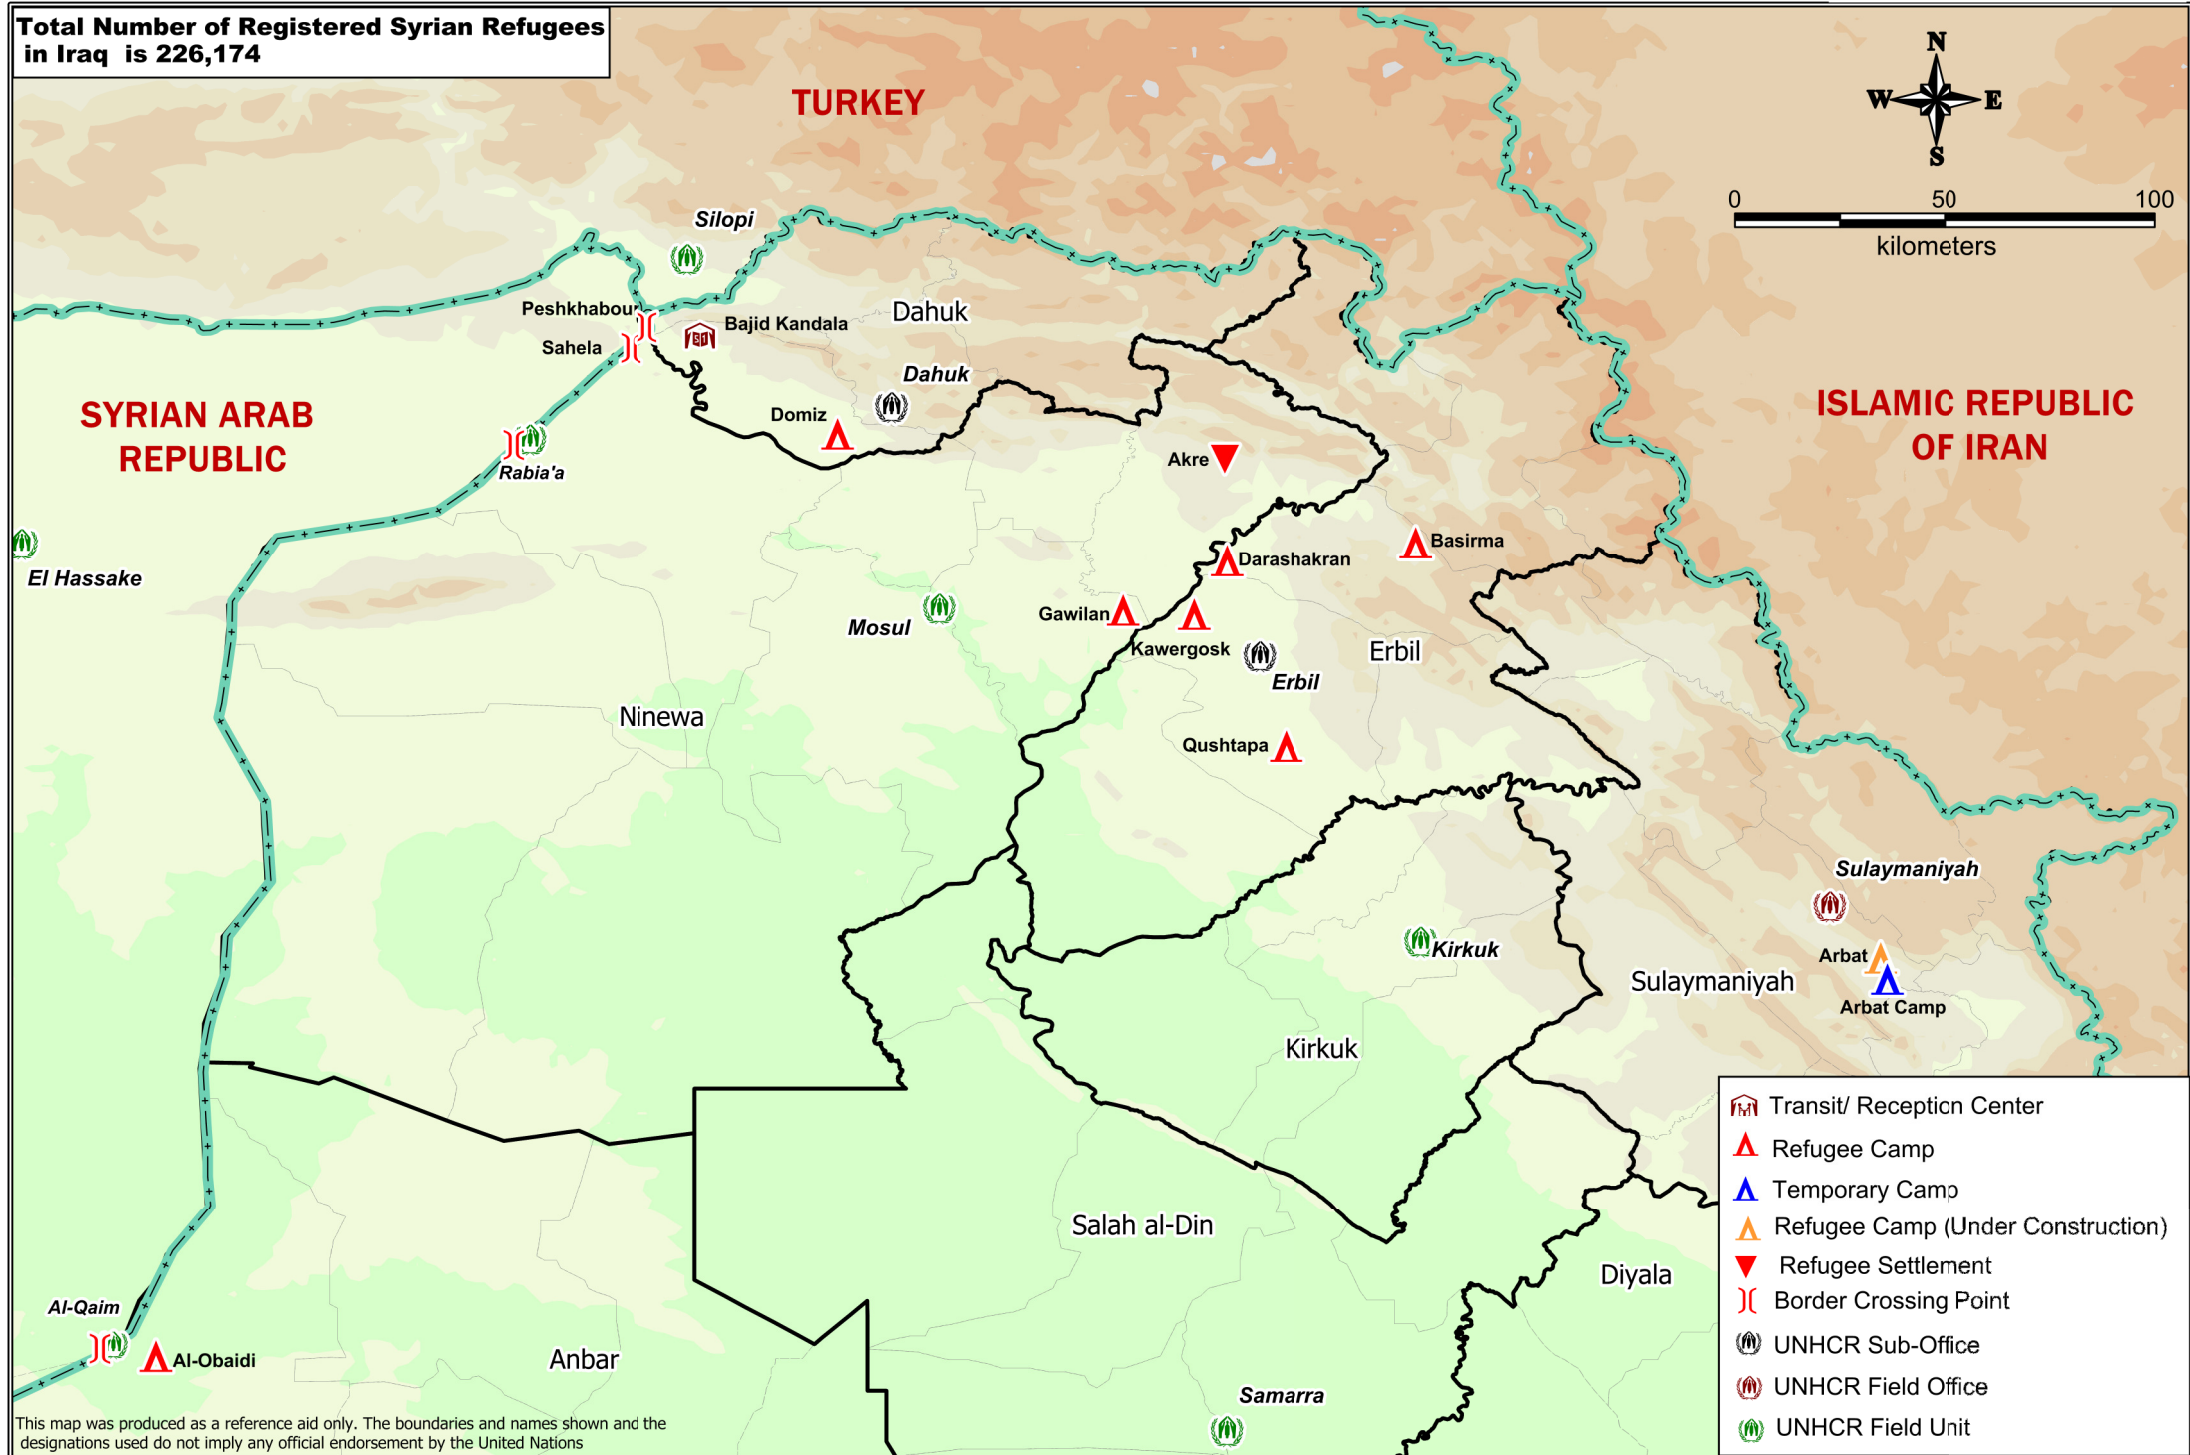 Total Number of Registered Syrian Refugees
in Iraq is 226,174
N
W E
S
0 50 100
kilometers
TURKEY
Silopi
Peshkhabour
Bajid Kandala
Dahuk
Sahela
Dahuk
SYRIAN ARAB
REPUBLIC
ISLAMIC REPUBLIC
OF IRAN
Domiz
Rabia'a
Akre
El Hassake
Basirma
Darashakran
Gawilan
Mosul
Kawergosk
Erbil
Erbil
Ninewa
Qushtapa
Sulaymaniyah
Kirkuk
Arbat
Sulaymaniyah
Arbat Camp
Kirkuk
Salah al-Din
Diyala
Al-Qaim
Al-Obaidi
Anbar
Samarra
Transit/ Reception Center
Refugee Camp
Temporary Camp
Refugee Camp (Under Construction)
Refugee Settlement
Border Crossing Point
UNHCR Sub-Office
UNHCR Field Office
UNHCR Field Unit
This map was produced as a reference aid only. The boundaries and names shown and the
designations used do not imply any official endorsement by the United Nations